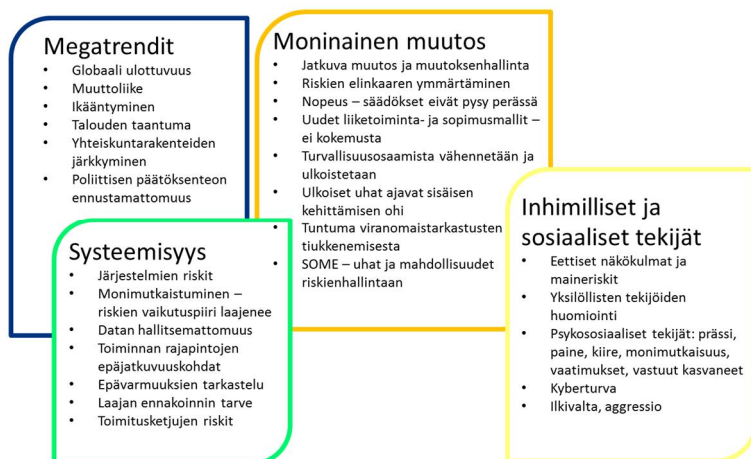 Megatrendit
• Globaali ulottuvuus
• Muuttoliike
• Ikääntyminen
• Talouden taantuma
• Yhteiskuntarakenteiden
järkkyminen
• Poliittisen päätöksenteon
ennustamattomuus
Moninainen muutos
• Jatkuva muutos ja muutoksenhallinta
• Riskien elinkaaren ymmärtäminen
• Nopeus – säädökset eivät pysy perässä
• Uudet liiketoiminta- ja sopimusmallit –
ei kokemusta
• Turvallisuusosaamista vähennetään ja
ulkoistetaan
• Ulkoiset uhat ajavat sisäisen
kehittämisen ohi
• Tuntuma viranomaistarkastusten
tiukkenemisesta
• SOME – uhat ja mahdollisuudet
riskienhallintaan
Systeemisyys
• Järjestelmien riskit
• Monimutkaistuminen –
riskien vaikutuspiiri laajenee
• Datan hallitsemattomuus
• Toiminnan rajapintojen
epäjatkuvuuskohdat
• Epävarmuuksien tarkastelu
• Laajan ennakoinnin tarve
• Toimitusketjujen riskit
Inhimilliset ja
sosiaaliset tekijät
• Eettiset näkökulmat ja
maineriskit
• Yksilöllisten tekijöiden
huomiointi
• Psykososiaaliset tekijät: prässi,
paine, kiire, monimutkaisuus,
vaatimukset, vastuut kasvaneet
• Kyberturva
• Ilkivalta, aggressio